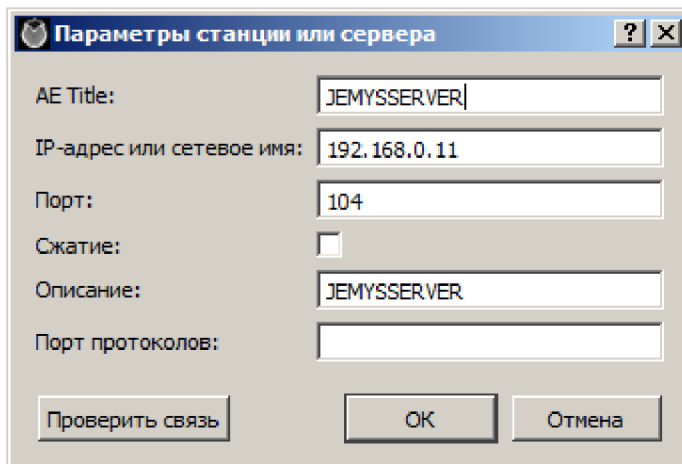 Параметры станции или сервера
AE Title: JEMYSSERVER
IP-адрес или сетевое имя: 192.168.0.11
Порт: 104
Сжатие:
Описание: JEMYSSERVER
Порт протоколов:
Проверить связь OK Отмена